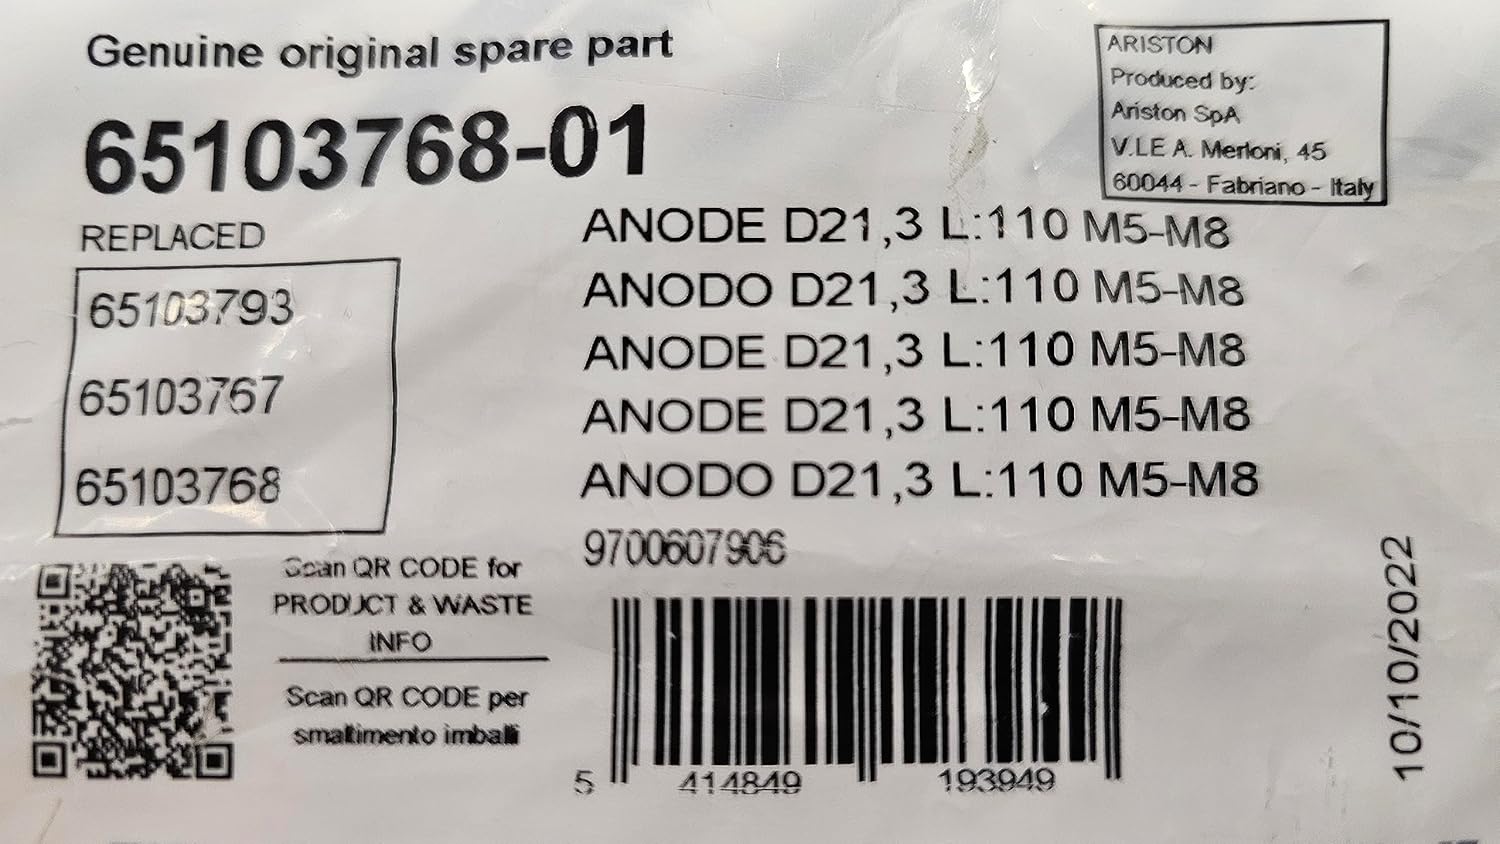 Genuine original spare part
65103768-01
ARISTON
Produced by:
Ariston SpA
V.LE A. Merloni, 45
60044 - Fabriano - Italy
REPLACED
65103793
65103767
65103768
ANODE D21,3 L:110 M5-M8
ANODO D21,3 L:110 M5-M8
ANODE D21,3 L:110 M5-M8
ANODE D21,3 L:110 M5-M8
ANODO D21,3 L:110 M5-M8
9700607906
Scan QR CODE for
PRODUCT & WASTE
INFO
Scan QR CODE per
smaltimento imballi
5 414849 193949
10/10/2022